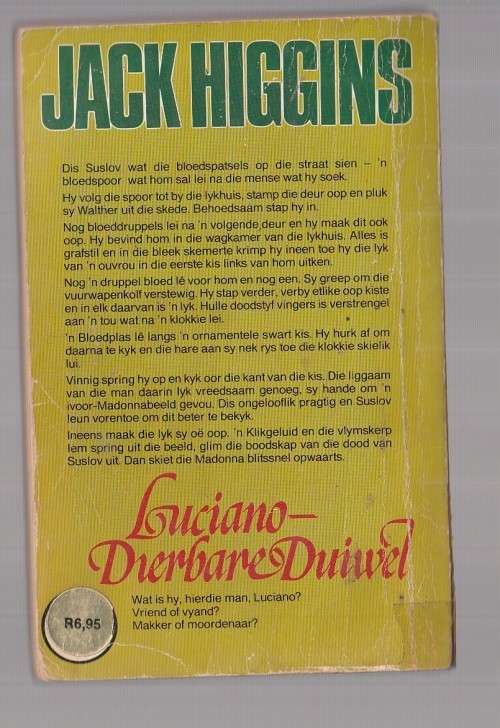 JACK HIGGINS
Dis Suslov wat die bloedspatsels op die straat sien – 'n
bloedspoor wat hom sal lei na die mense wat hy soek.
Hy volg die spoor tot by die lykhuis, stamp die deur oop en pluk
sy Walther uit die skede. Behoedsaam stap hy in.
Nog bloeddruppels lei na 'n volgende deur en hy maak dit ook
oop. Hy bevind hom in die wagkamer van die lykhuis. Alles is
grafstil en in die bleek skemerte krimp hy ineen toe hy die lyk
van 'n ouvrou in die eerste kis links van hom uitken.
Nog 'n druppel bloed lê voor hom en nog een. Sy greep om die
vuurwapenkolf verstewig. Hy stap verder, verby etlike oop kiste
en in elk daarvan is 'n lyk. Hulle doodstyf vingers is verstrengel
aan 'n tou wat na 'n klokkie lei.
'n Bloedplas lê langs 'n ornamentele swart kis. Hy hurk af om
daarna te kyk en die hare aan sy nek rys toe die klokkie skielik
lui.
Vinnig spring hy op en kyk oor die kant van die kis. Die liggaam
van die man daarin lyk vreedsaam genoeg, sy hande om 'n
ivoor-Madonnabeeld gevou. Dis ongelooflik pragtig en Suslov
leun vorentoe om dit beter te bekyk.
Ineens maak die lyk sy oë oop. 'n Klikgeluid en die vlymskerp
lem spring uit die beeld, glim die boodskap van die dood van
Suslov uit. Dan skiet die Madonna blitssnel opwaarts.
Luciano–
Dierbare Duiwel
Wat is hy, hierdie man, Luciano?
Vriend of vyand?
Makker of moordenaar?
R6,95